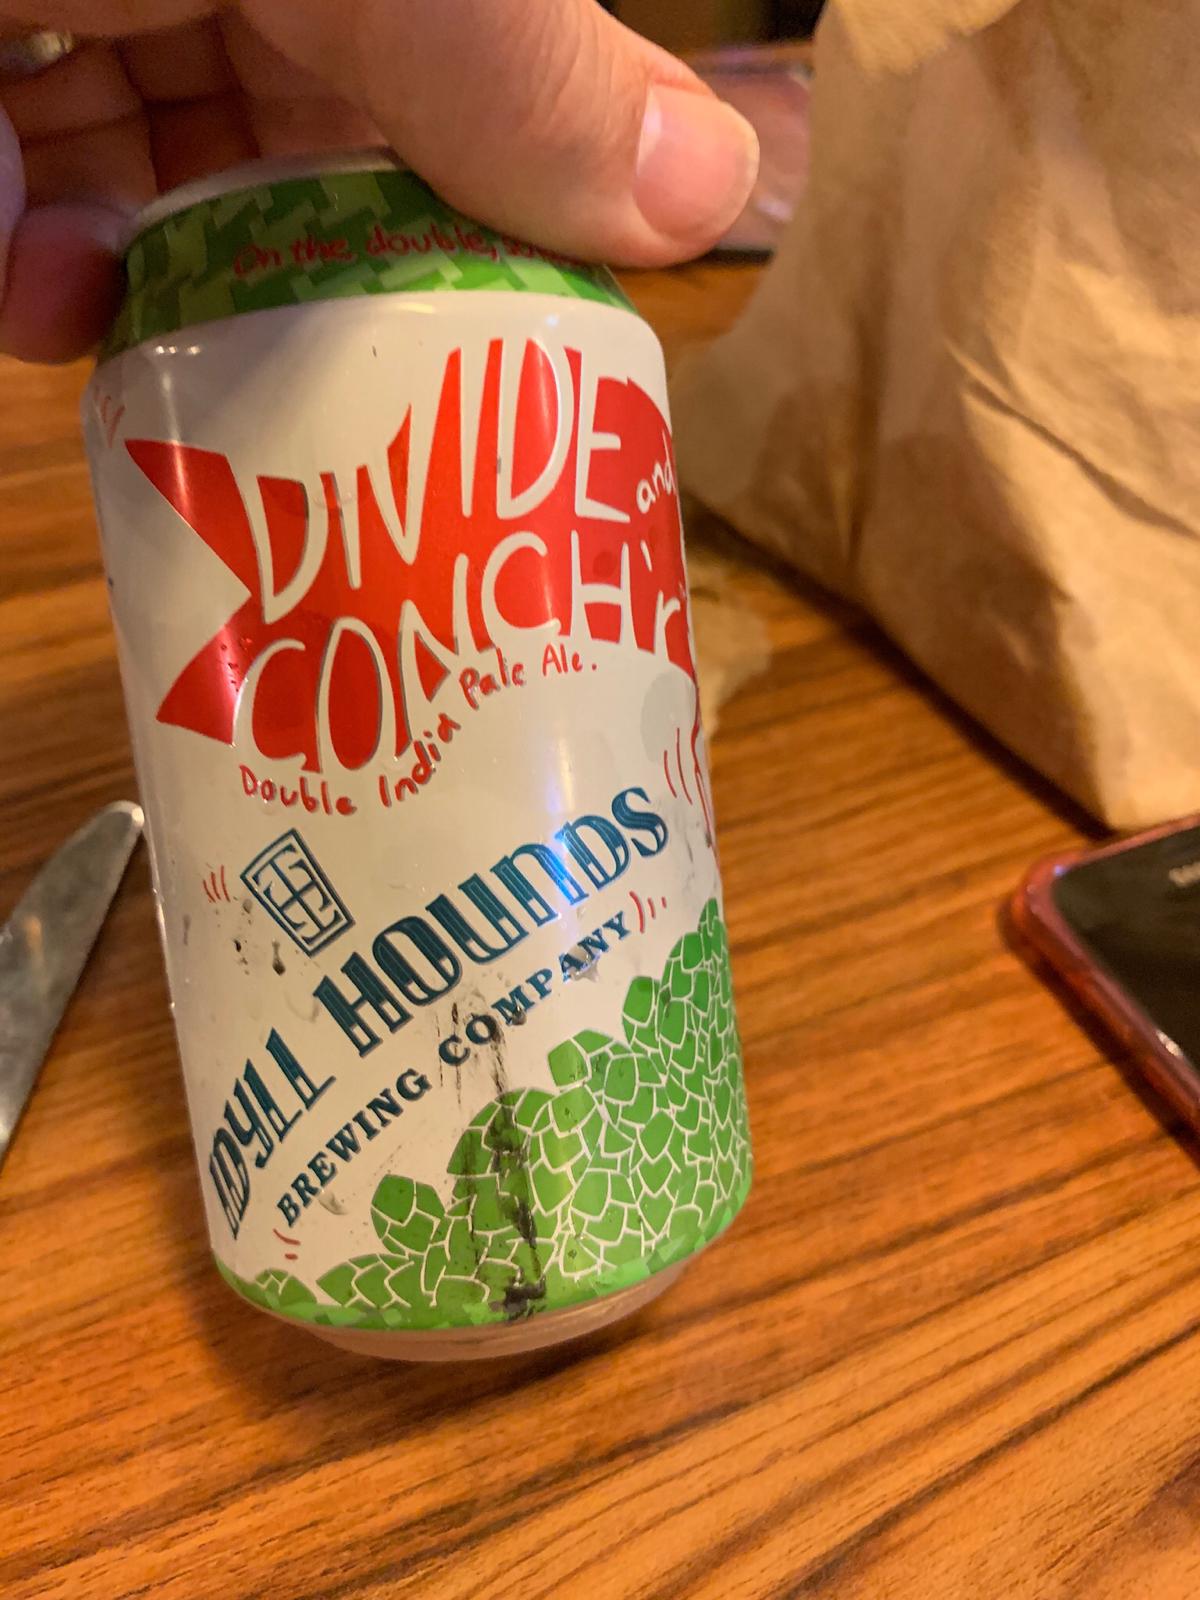 On the double,
DIVIDE and
CONCH'r
Double India Pale Ale.
IDYLL HOUNDS
BREWING COMPANY